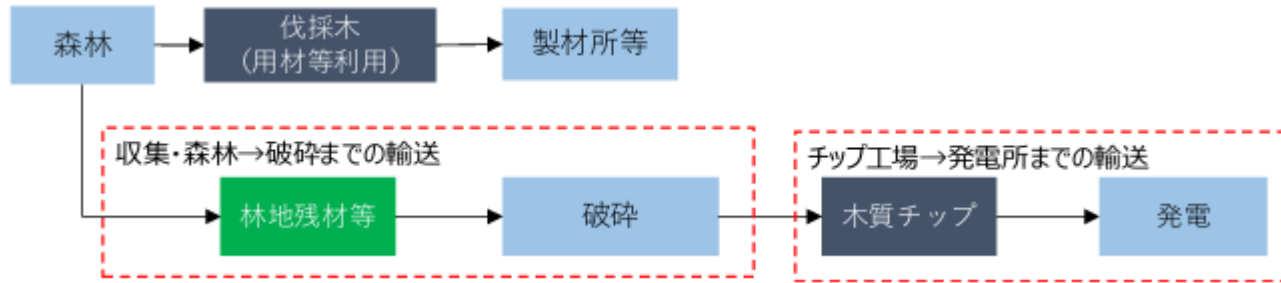 森林
伐採木
（用材等利用）
製材所等
収集・森林→破砕までの輸送
チップ工場→発電所までの輸送
林地残材等
破砕
木質チップ
発電